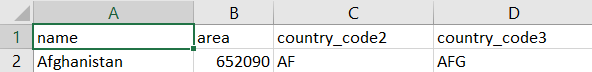 A B C D
1 name area country_code2 country_code3
2 Afghanistan 652090 AF AFG